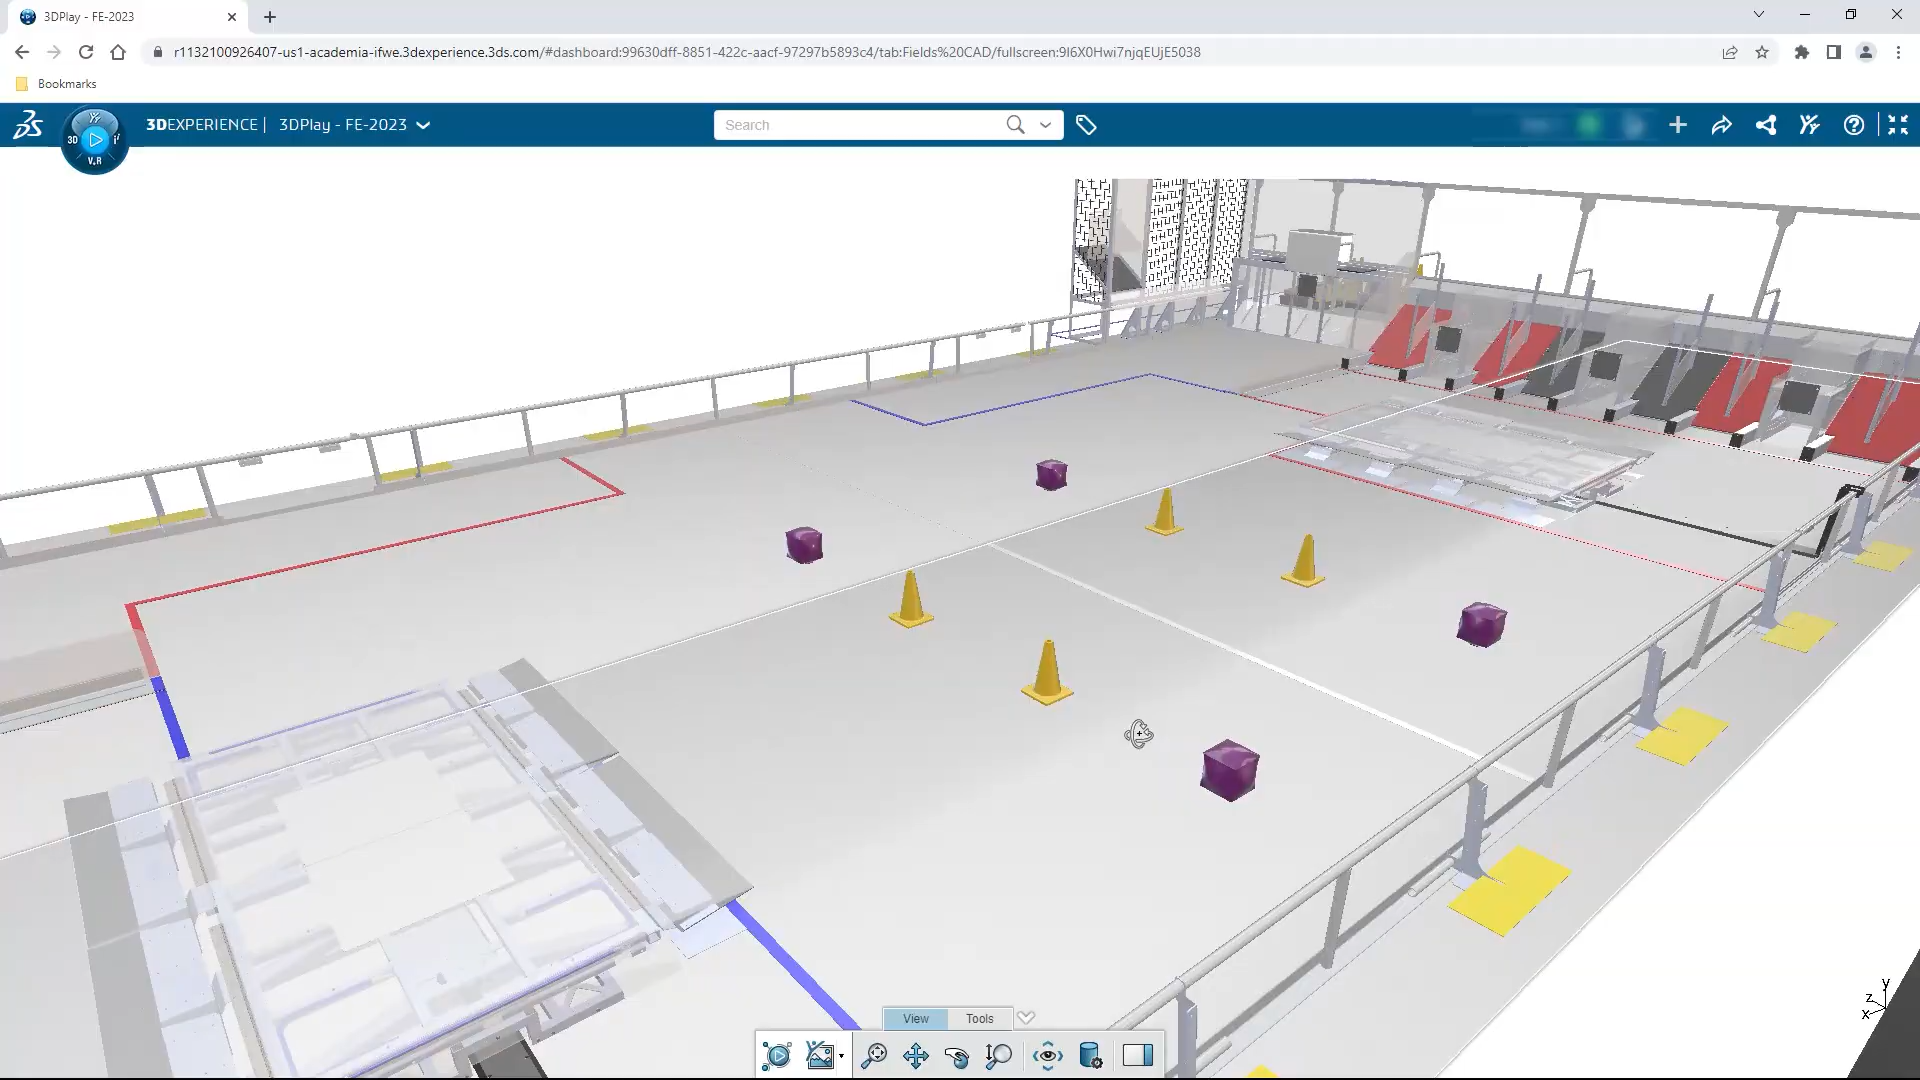 3DPlay - FE-2023
r1132100926407-us1-academia-ifwe.3dexperience.3ds.com/#dashboard:99630dff-8851-422c-aacf-97297b5893c4/tab:Fields%20CAD/fullscreen:9I6X0Hwi7njqEUjE5038
Bookmarks
3DEXPERIENCE | 3DPlay - FE-2023
Search
3D
V.R
y
z
x
View
Tools